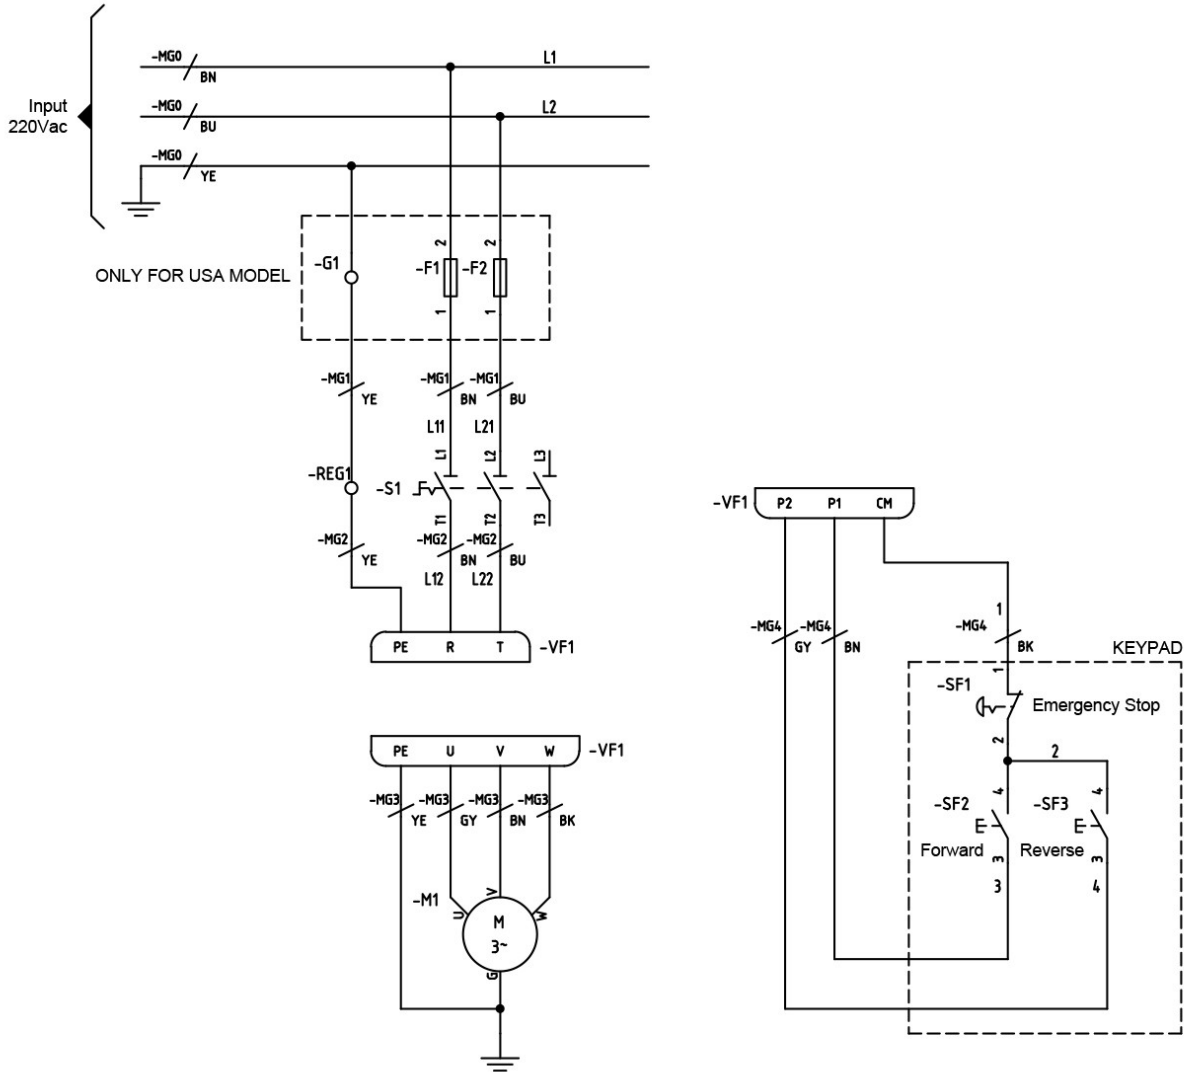 -MG0
BN
L1
Input
220Vac
-MG0
BU
L2
-MG0
YE
ONLY FOR USA MODEL
-G1
2
-F1
1
2
-F2
1
-MG1
YE
-MG1
BN
-MG1
BU
L11
L21
-REG1
-S1
L1
L2
L3
T1
T2
T3
-MG2
YE
-MG2
BN
-MG2
BU
L12
L22
PE R T
-VF1
PE U V W
-VF1
-MG3
YE
-MG3
GY
-MG3
BN
-MG3
BK
-M1
U
V
W
M
3~
G
-VF1
P2 P1 CM
-MG4
GY
-MG4
BN
1
-MG4
BK
KEYPAD
1
-SF1
Emergency Stop
2
2
4
-SF2
Forward
3
3
4
-SF3
Reverse
3
4